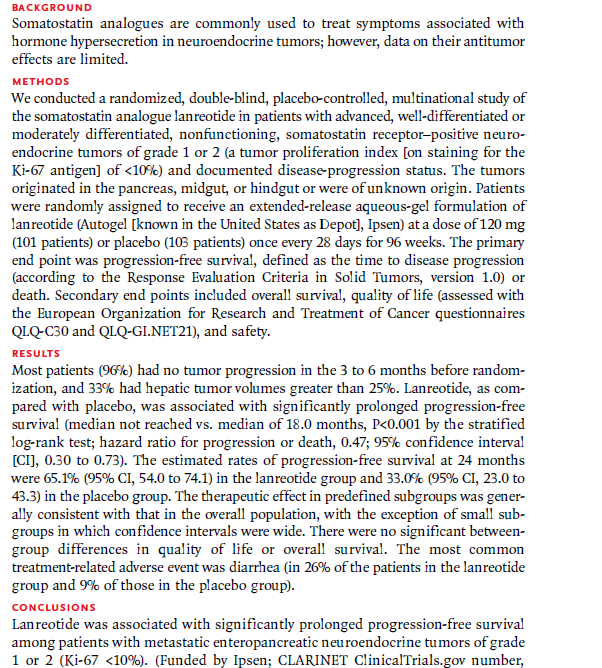 BACKGROUND
Somatostatin analogues are commonly used to treat symptoms associated with
hormone hypersecretion in neuroendocrine tumors; however, data on their antitumor
effects are limited.
METHODS
We conducted a randomized, double-blind, placebo-controlled, multinational study of
the somatostatin analogue lanreotide in patients with advanced, well-differentiated or
moderately differentiated, nonfunctioning, somatostatin receptor–positive neuro-
endocrine tumors of grade 1 or 2 (a tumor proliferation index [on staining for the
Ki-67 antigen] of <10%) and documented disease-progression status. The tumors
originated in the pancreas, midgut, or hindgut or were of unknown origin. Patients
were randomly assigned to receive an extended-release aqueous-gel formulation of
lanreotide (Autogel [known in the United States as Depot], Ipsen) at a dose of 120 mg
(101 patients) or placebo (103 patients) once every 28 days for 96 weeks. The primary
end point was progression-free survival, defined as the time to disease progression
(according to the Response Evaluation Criteria in Solid Tumors, version 1.0) or
death. Secondary end points included overall survival, quality of life (assessed with
the European Organization for Research and Treatment of Cancer questionnaires
QLQ-C30 and QLQ-GI.NET21), and safety.
RESULTS
Most patients (96%) had no tumor progression in the 3 to 6 months before random-
ization, and 33% had hepatic tumor volumes greater than 25%. Lanreotide, as com-
pared with placebo, was associated with significantly prolonged progression-free
survival (median not reached vs. median of 18.0 months, P<0.001 by the stratified
log-rank test; hazard ratio for progression or death, 0.47; 95% confidence interval
[CI], 0.30 to 0.73). The estimated rates of progression-free survival at 24 months
were 65.1% (95% CI, 54.0 to 74.1) in the lanreotide group and 33.0% (95% CI, 23.0 to
43.3) in the placebo group. The therapeutic effect in predefined subgroups was gener-
ally consistent with that in the overall population, with the exception of small sub-
groups in which confidence intervals were wide. There were no significant between-
group differences in quality of life or overall survival. The most common
treatment-related adverse event was diarrhea (in 26% of the patients in the lanreotide
group and 9% of those in the placebo group).
CONCLUSIONS
Lanreotide was associated with significantly prolonged progression-free survival
among patients with metastatic enteropancreatic neuroendocrine tumors of grade
1 or 2 (Ki-67 <10%). (Funded by Ipsen; CLARINET ClinicalTrials.gov number,